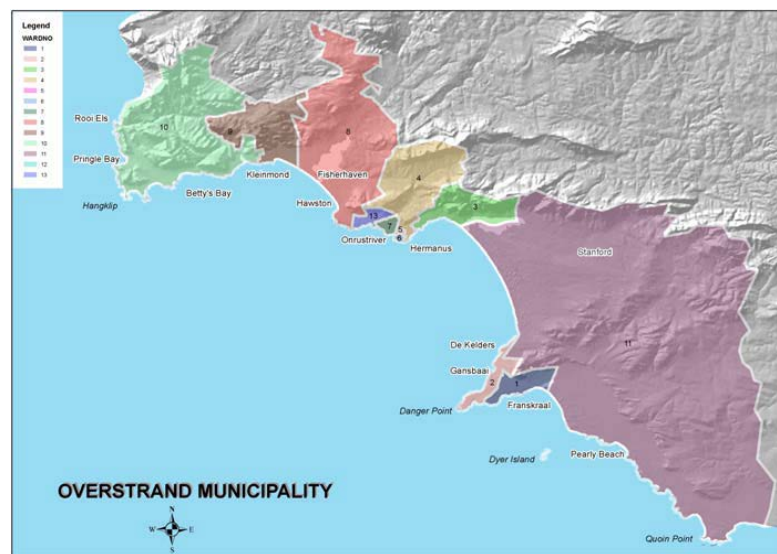 Legend
WARDNO
1
2
3
4
5
6
7
8
9
10
11
12
13
Rooi Els
10
9
8
Pringle Bay
Kleinmond
Fisherhaven
4
Betty's Bay
Hangklip
Hawston
13
3
7
5
Onrustriver
6
Hermanus
Stanford
De Kelders
11
Gansbaai
2
1
Danger Point
Franskraal
Dyer Island
Pearly Beach
OVERSTRAND MUNICIPALITY
N
W
E
S
Quoin Point